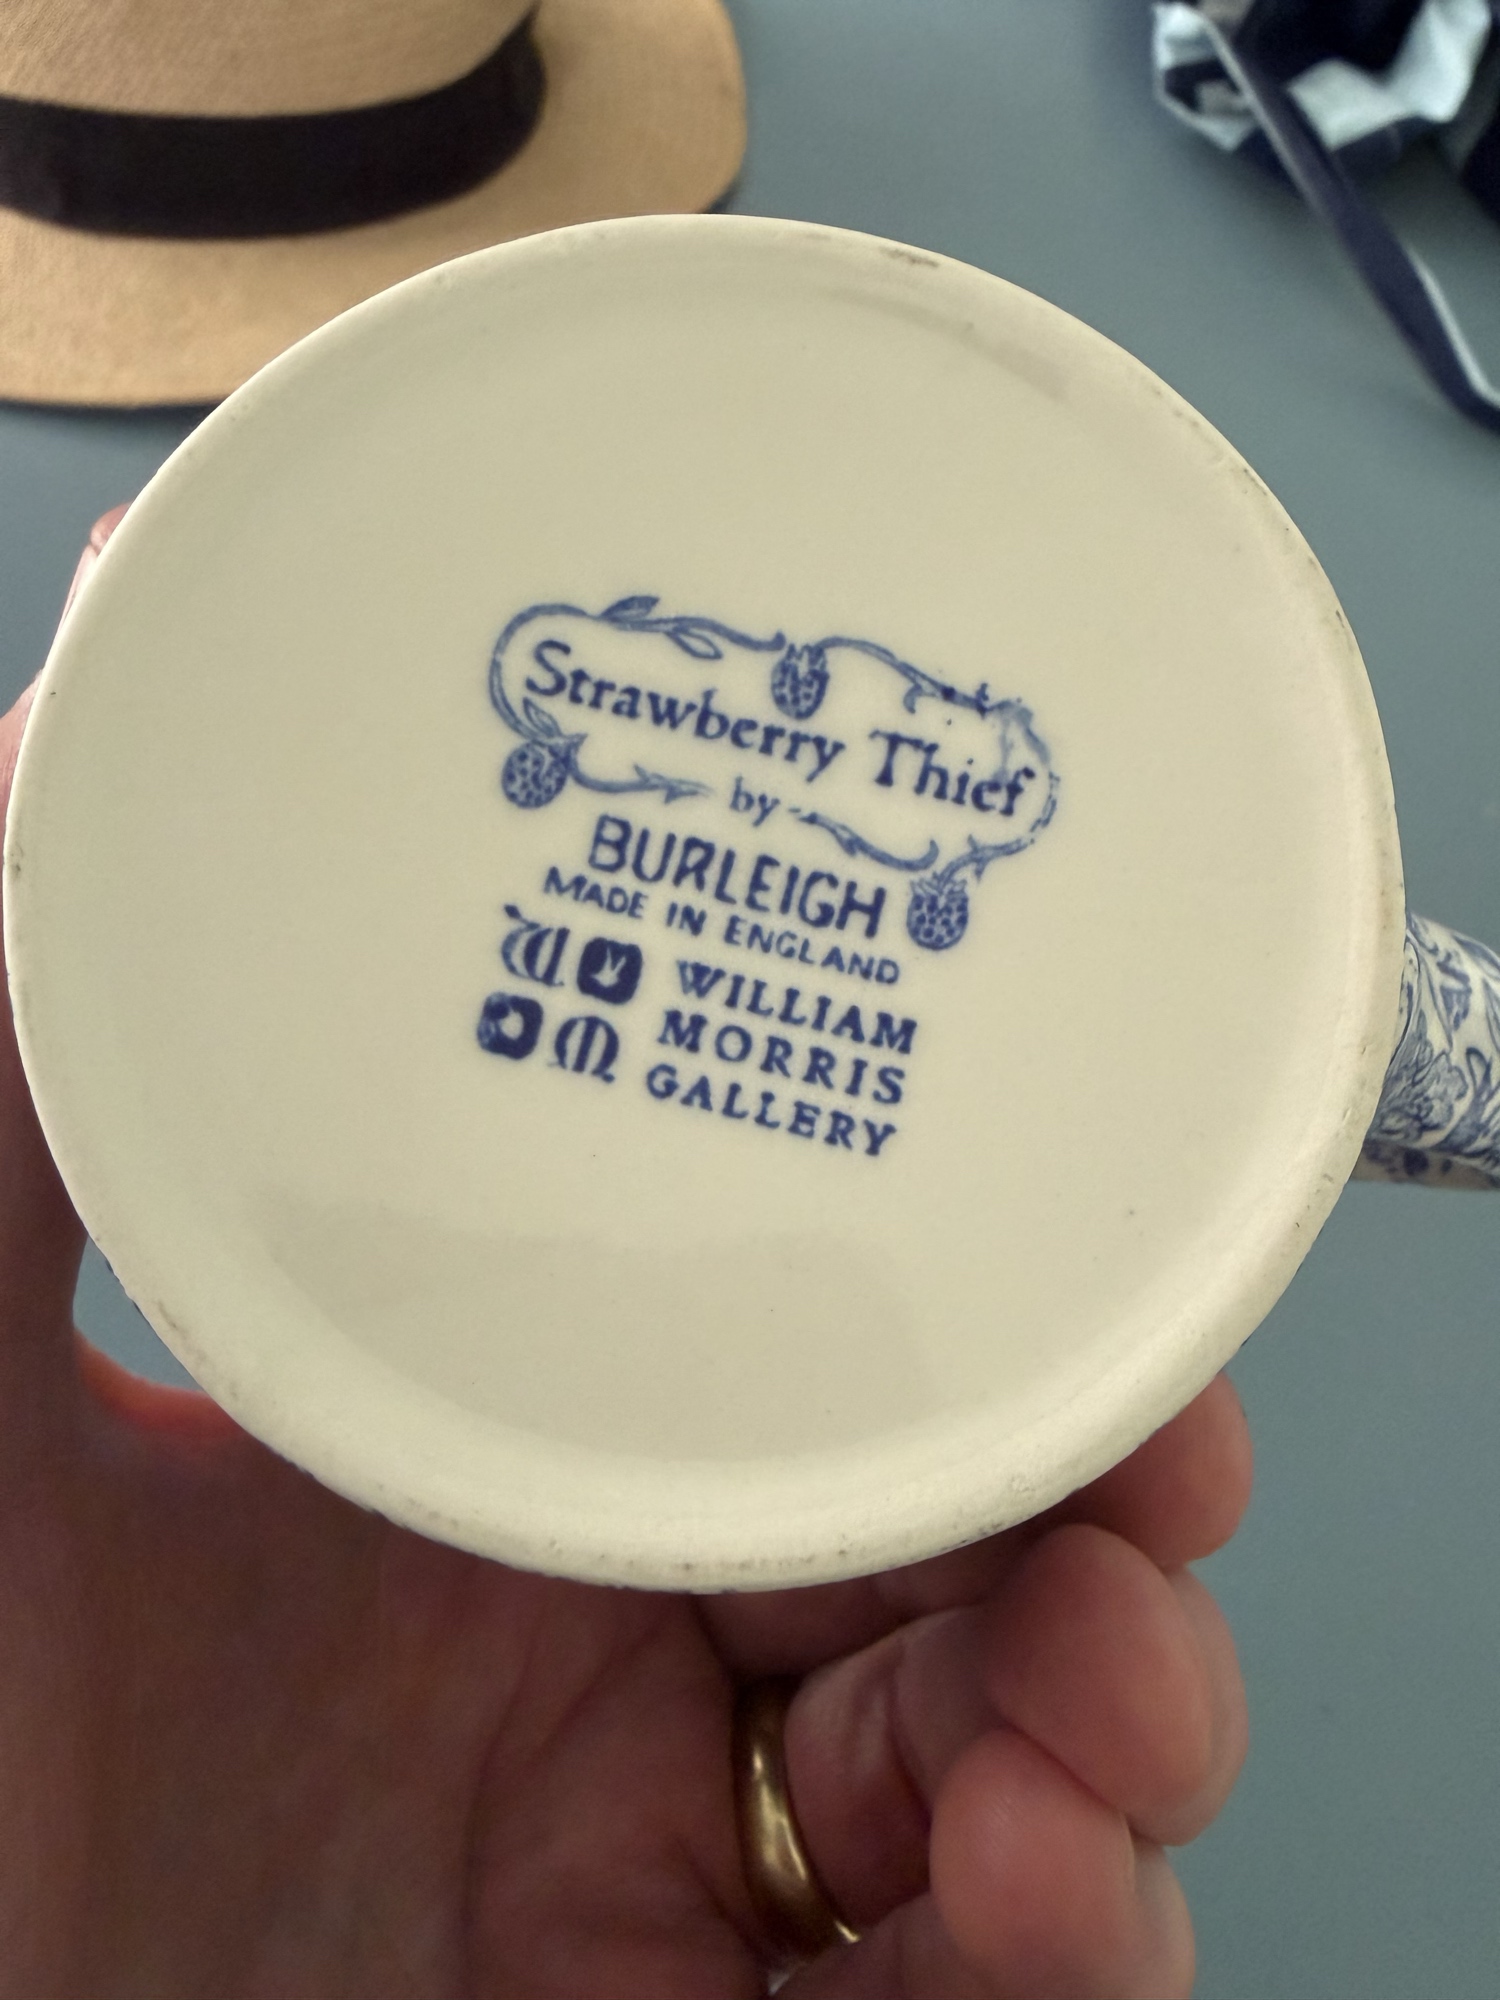 Strawberry Thief
by
BURLEIGH
MADE IN ENGLAND
W WILLIAM
M MORRIS
GALLERY